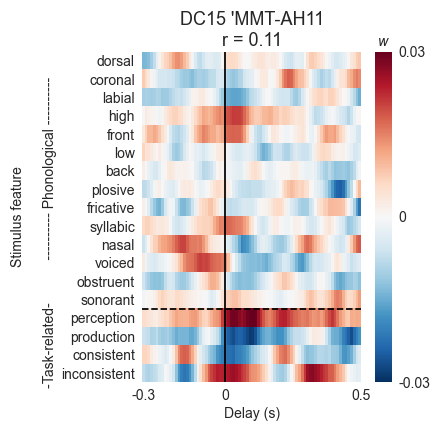 DC15 'MMT-AH11
r = 0.11
w
Stimulus feature
---------- Phonological ----------
-Task-related-
dorsal
coronal
labial
high
front
low
back
plosive
fricative
syllabic
nasal
voiced
obstruent
sonorant
perception
production
consistent
inconsistent
-0.3
0
0.5
Delay (s)
0.03
0
-0.03